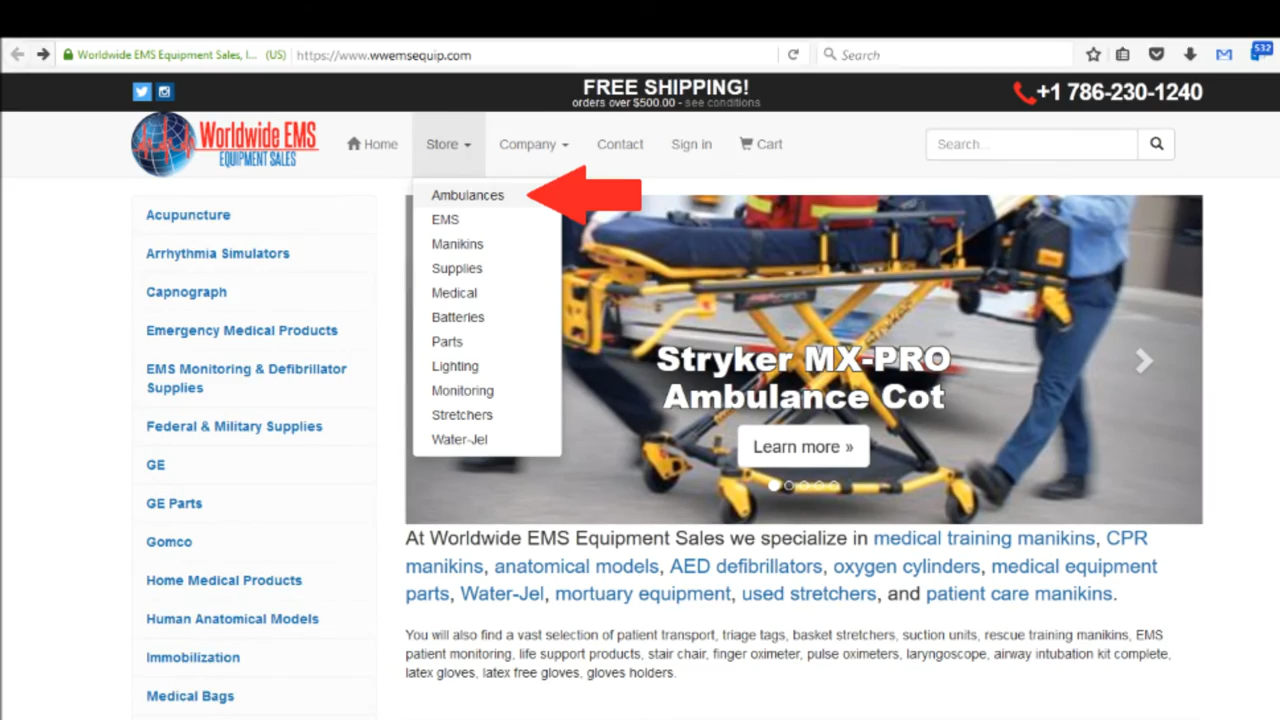 532
Worldwide EMS Equipment Sales, I... (US) https://www.wwemsequip.com Search
FREE SHIPPING!
orders over $500.00 - see conditions
+1 786-230-1240
Worldwide EMS
EQUIPMENT SALES
Home Store Company Contact Sign in Cart Search...
Ambulances
EMS
Manikins
Supplies
Medical
Batteries
Parts
Lighting
Monitoring
Stretchers
Water-Jel
Acupuncture
Arrhythmia Simulators
Capnograph
Emergency Medical Products
EMS Monitoring & Defibrillator
Supplies
Federal & Military Supplies
GE
GE Parts
Gomco
Home Medical Products
Human Anatomical Models
Immobilization
Medical Bags
stryker
Stryker MX-PRO
Ambulance Cot
Learn more »
At Worldwide EMS Equipment Sales we specialize in medical training manikins, CPR
manikins, anatomical models, AED defibrillators, oxygen cylinders, medical equipment
parts, Water-Jel, mortuary equipment, used stretchers, and patient care manikins.
You will also find a vast selection of patient transport, triage tags, basket stretchers, suction units, rescue training manikins, EMS
patient monitoring, life support products, stair chair, finger oximeter, pulse oximeters, laryngoscope, airway intubation kit complete,
latex gloves, latex free gloves, gloves holders.